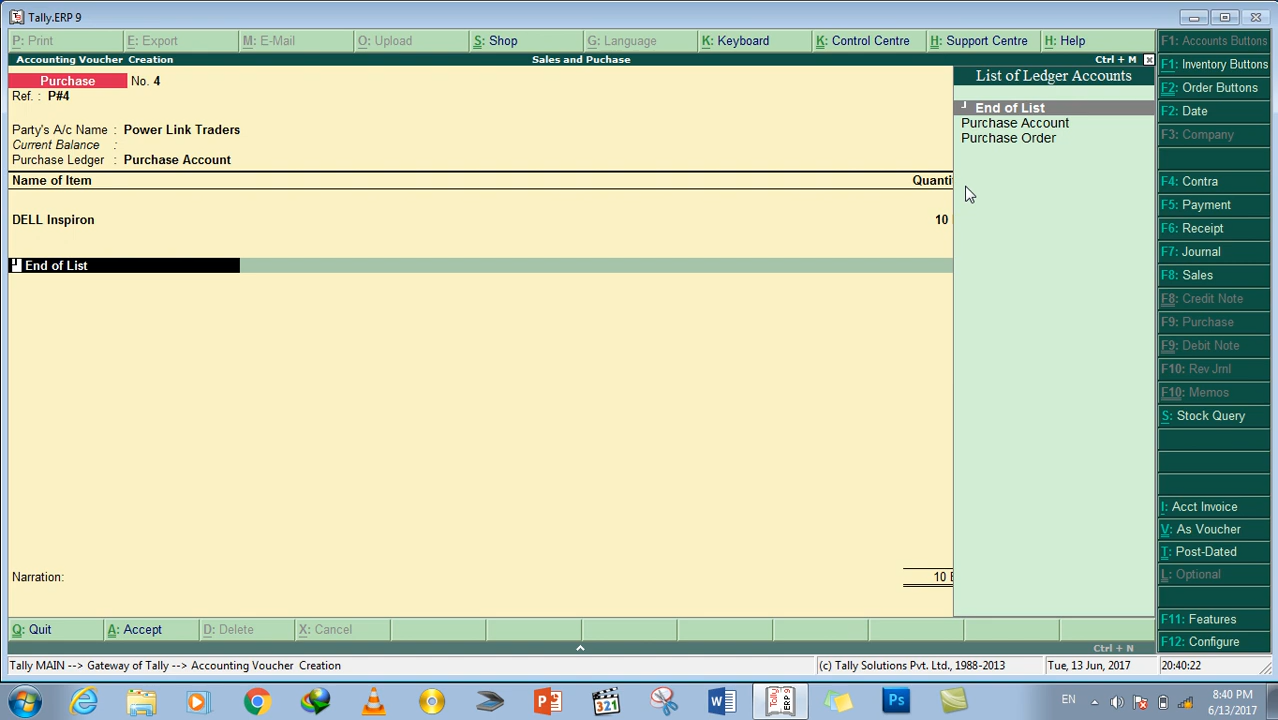 Tally.ERP 9
P: Print
E: Export
M: E-Mail
O: Upload
S: Shop
G: Language
K: Keyboard
K: Control Centre
H: Support Centre
H: Help
Accounting Voucher Creation
Sales and Puchase
Ctrl + M
Purchase No. 4
Ref. : P#4
Party's A/c Name : Power Link Traders
Current Balance :
Purchase Ledger : Purchase Account
Name of Item
Quanti
DELL Inspiron
10
End of List
Narration:
10
List of Ledger Accounts
End of List
Purchase Account
Purchase Order
F1: Accounts Buttons
F1: Inventory Buttons
F2: Order Buttons
F2: Date
F3: Company
F4: Contra
F5: Payment
F6: Receipt
F7: Journal
F8: Sales
F8: Credit Note
F9: Purchase
F9: Debit Note
F10: Rev Jrnl
F10: Memos
S: Stock Query
I: Acct Invoice
V: As Voucher
T: Post-Dated
L: Optional
F11: Features
F12: Configure
Q: Quit
A: Accept
D: Delete
X: Cancel
Ctrl + N
Tally MAIN --> Gateway of Tally --> Accounting Voucher Creation
(c) Tally Solutions Pvt. Ltd., 1988-2013
Tue, 13 Jun, 2017
20:40:22
321
Tally
ERP 9
Ps
EN
8:40 PM
6/13/2017